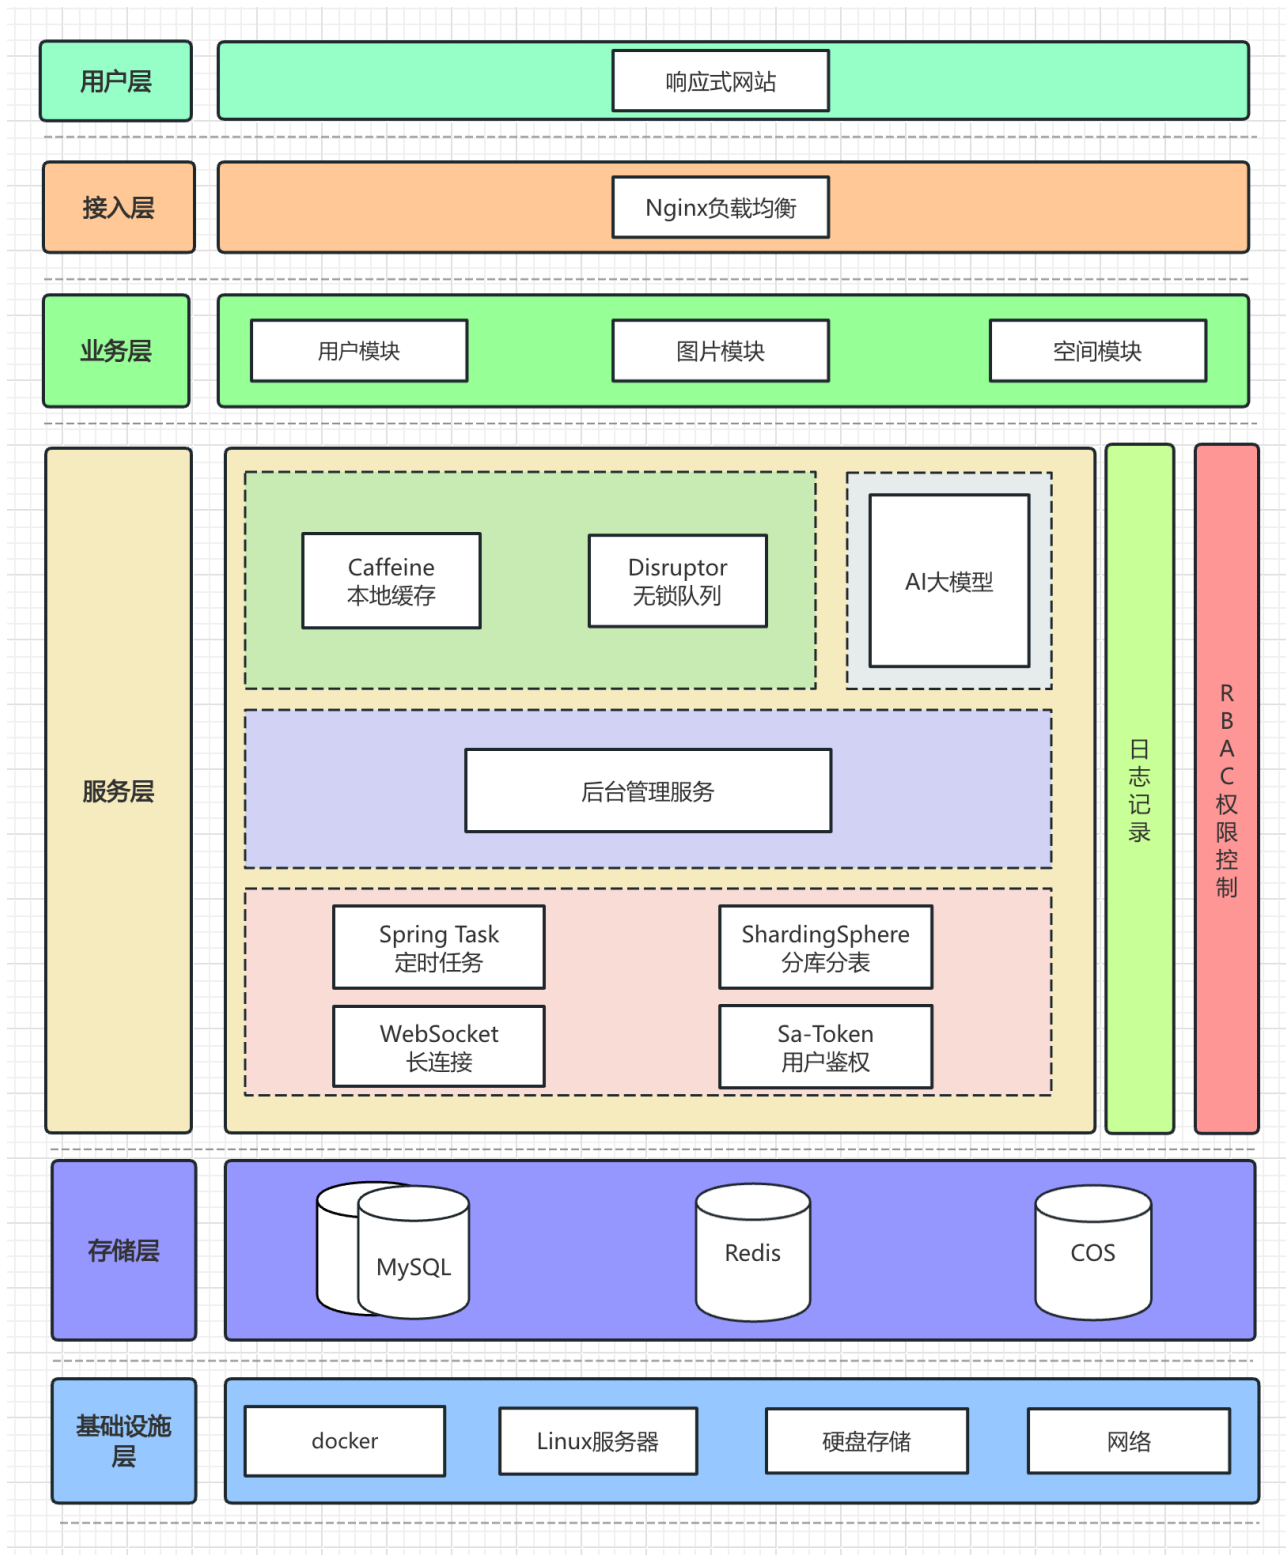 用户层
响应式网站
接入层
Nginx负载均衡
业务层
用户模块
图片模块
空间模块
服务层
Caffeine
本地缓存
Disruptor
无锁队列
AI大模型
后台管理服务
Spring Task
定时任务
ShardingSphere
分库分表
WebSocket
长连接
Sa-Token
用户鉴权
日志记录
RBAC权限控制
存储层
MySQL
Redis
COS
基础设施
层
docker
Linux服务器
硬盘存储
网络